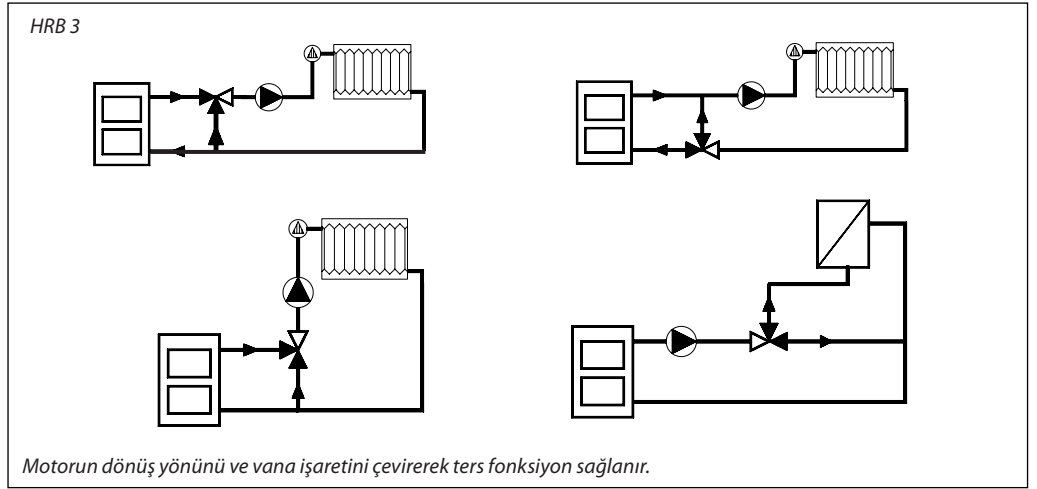 HRB 3
Motorun dönüş yönünü ve vana işaretini çevirerek ters fonksiyon sağlanır.